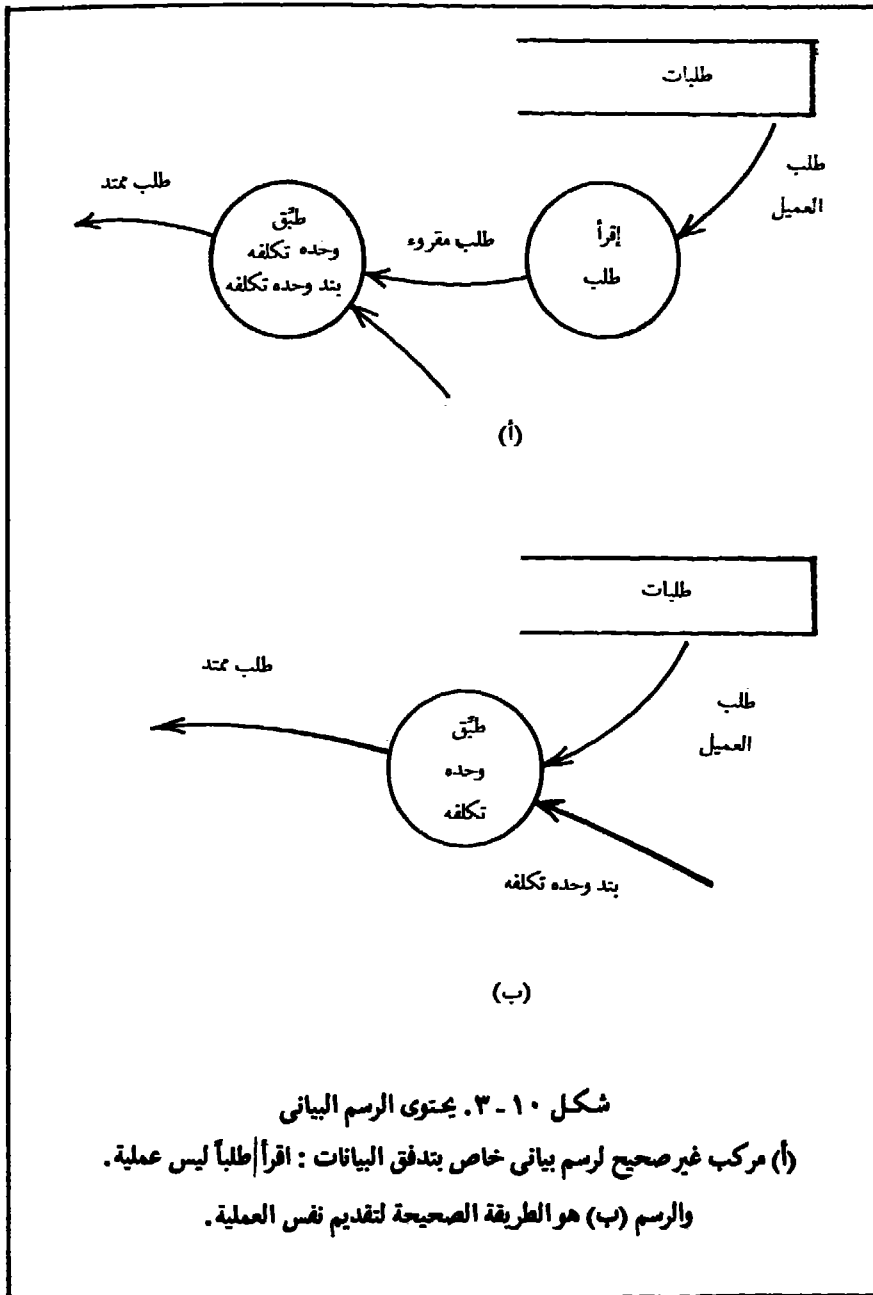 طلبات
طلب
العميل
طلب ممتد
طلب مقروء
إقرأ
طلب
طبِّق
وحده تكلفه
بتد وحده تكلفه
(أ)
طلبات
طلب
العميل
طلب ممتد
طبِّق
وحده
تكلفه
بتد وحده تكلفه
(ب)
شكل ١٠ - ٣. يحتوى الرسم البيانى
(أ) مركب غير صحيح لرسم بيانى خاص بتدفق البيانات : اقرأ طلباً ليس عملية .
والرسم (ب) هو الطريقة الصحيحة لتقديم نفس العملية .